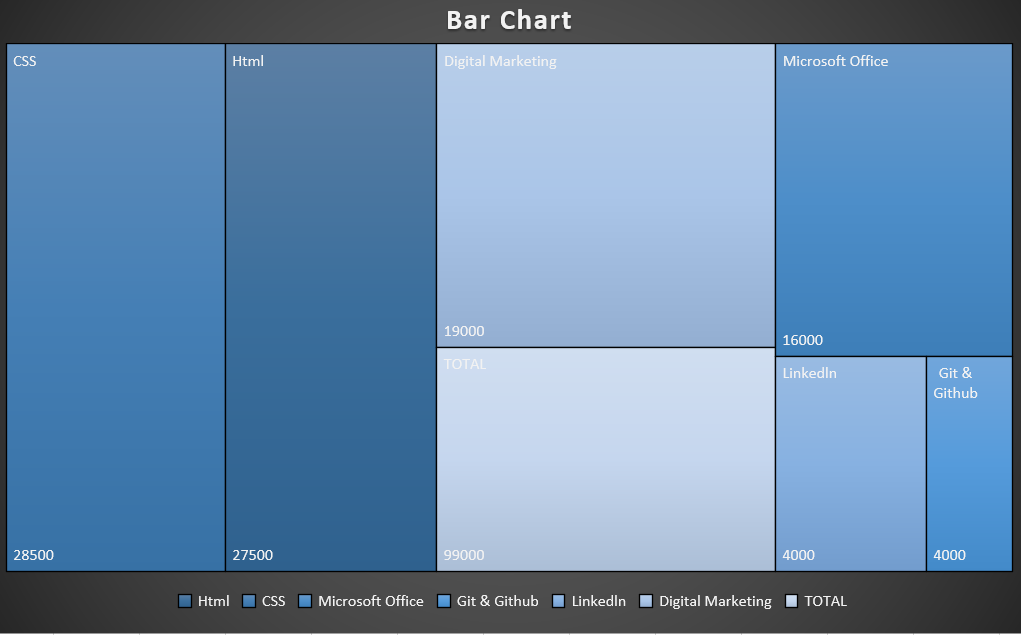 Bar Chart
CSS
Html
Digital Marketing
Microsoft Office
19000
16000
TOTAL
LinkedIn
Git &
Github
28500
27500
99000
4000
4000
Html CSS Microsoft Office Git & Github LinkedIn Digital Marketing TOTAL